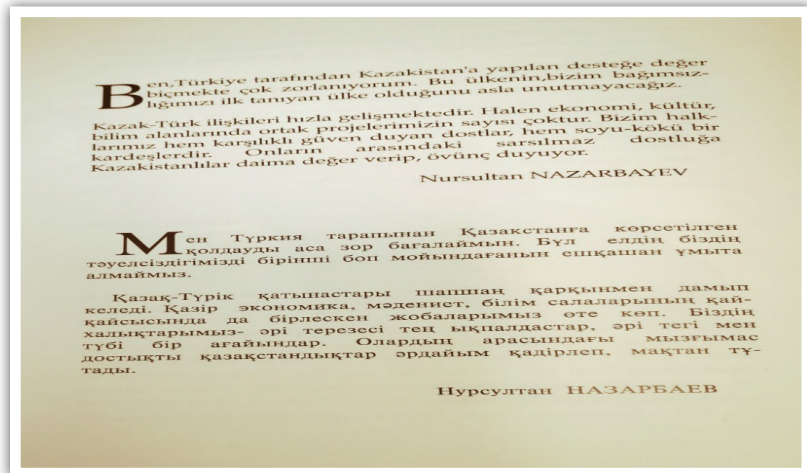 Ben,Türkiye tarafından Kazakistan'a yapılan desteğe değer
biçmekte çok zorlanıyorum. Bu ülkenin,bizim bağımsız-
lığımızı ilk tanıyan ülke olduğunu asla unutmayacağız.
Kazak-Türk ilişkileri hızla gelişmektedir. Halen ekonomi, kültür,
bilim alanlarında ortak projelerimizin sayısı çoktur. Bizim halk-
larımız hem karşılıklı güven duyan dostlar, hem soyu-kökü bir
kardeşlerdir. Onların arasındaki sarsılmaz dostluğa
Kazakistanlılar daima değer verip, övünç duyuyor.
Nursultan NAZARBAYEV
Мен Түркия тарапынан Қазақстанға көрсетілген
қолдауды аса зор бағалаймын. Бұл елдің біздің
тәуелсіздігімізді бірінші боп мойындағанын ешқашан ұмыта
алмаймыз.
Қазақ-Түрік қатынастары шапшаң қарқынмен дамып
келеді. Қазір экономика, мәдениет, білім салаларының қай-
қайсысында да бірлескен жобаларымыз өте көп. Біздің
халықтарымыз- әрі терезесі тең ықпалдастар, әрі тегі мен
түбі бір ағайындар. Олардың арасындағы мызғымас
достықты қазақстандықтар әрдайым қадірлеп, мақтан тұ-
тады.
Нурсултан НАЗАРБАЕВ